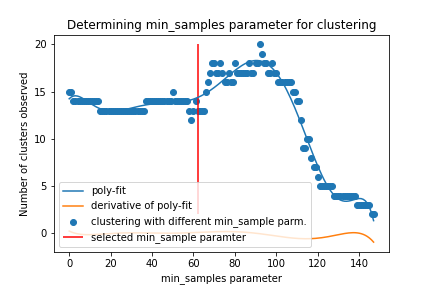 Determining min_samples parameter for clustering
Number of clusters observed
20
15
10
5
0
poly-fit
derivative of poly-fit
clustering with different min_sample parm.
selected min_sample paramter
0 20 40 60 80 100 120 140
min_samples parameter